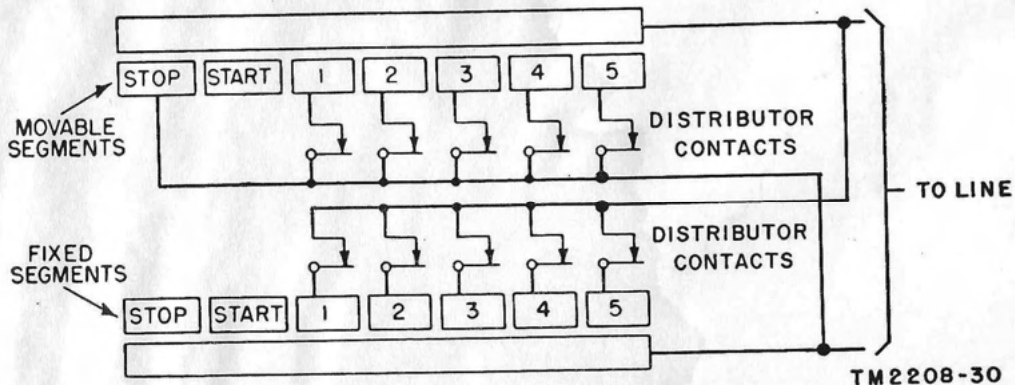 STOP START 1 2 3 4 5
MOVABLE SEGMENTS
DISTRIBUTOR CONTACTS
TO LINE
FIXED SEGMENTS
DISTRIBUTOR CONTACTS
STOP START 1 2 3 4 5
TM2208-30